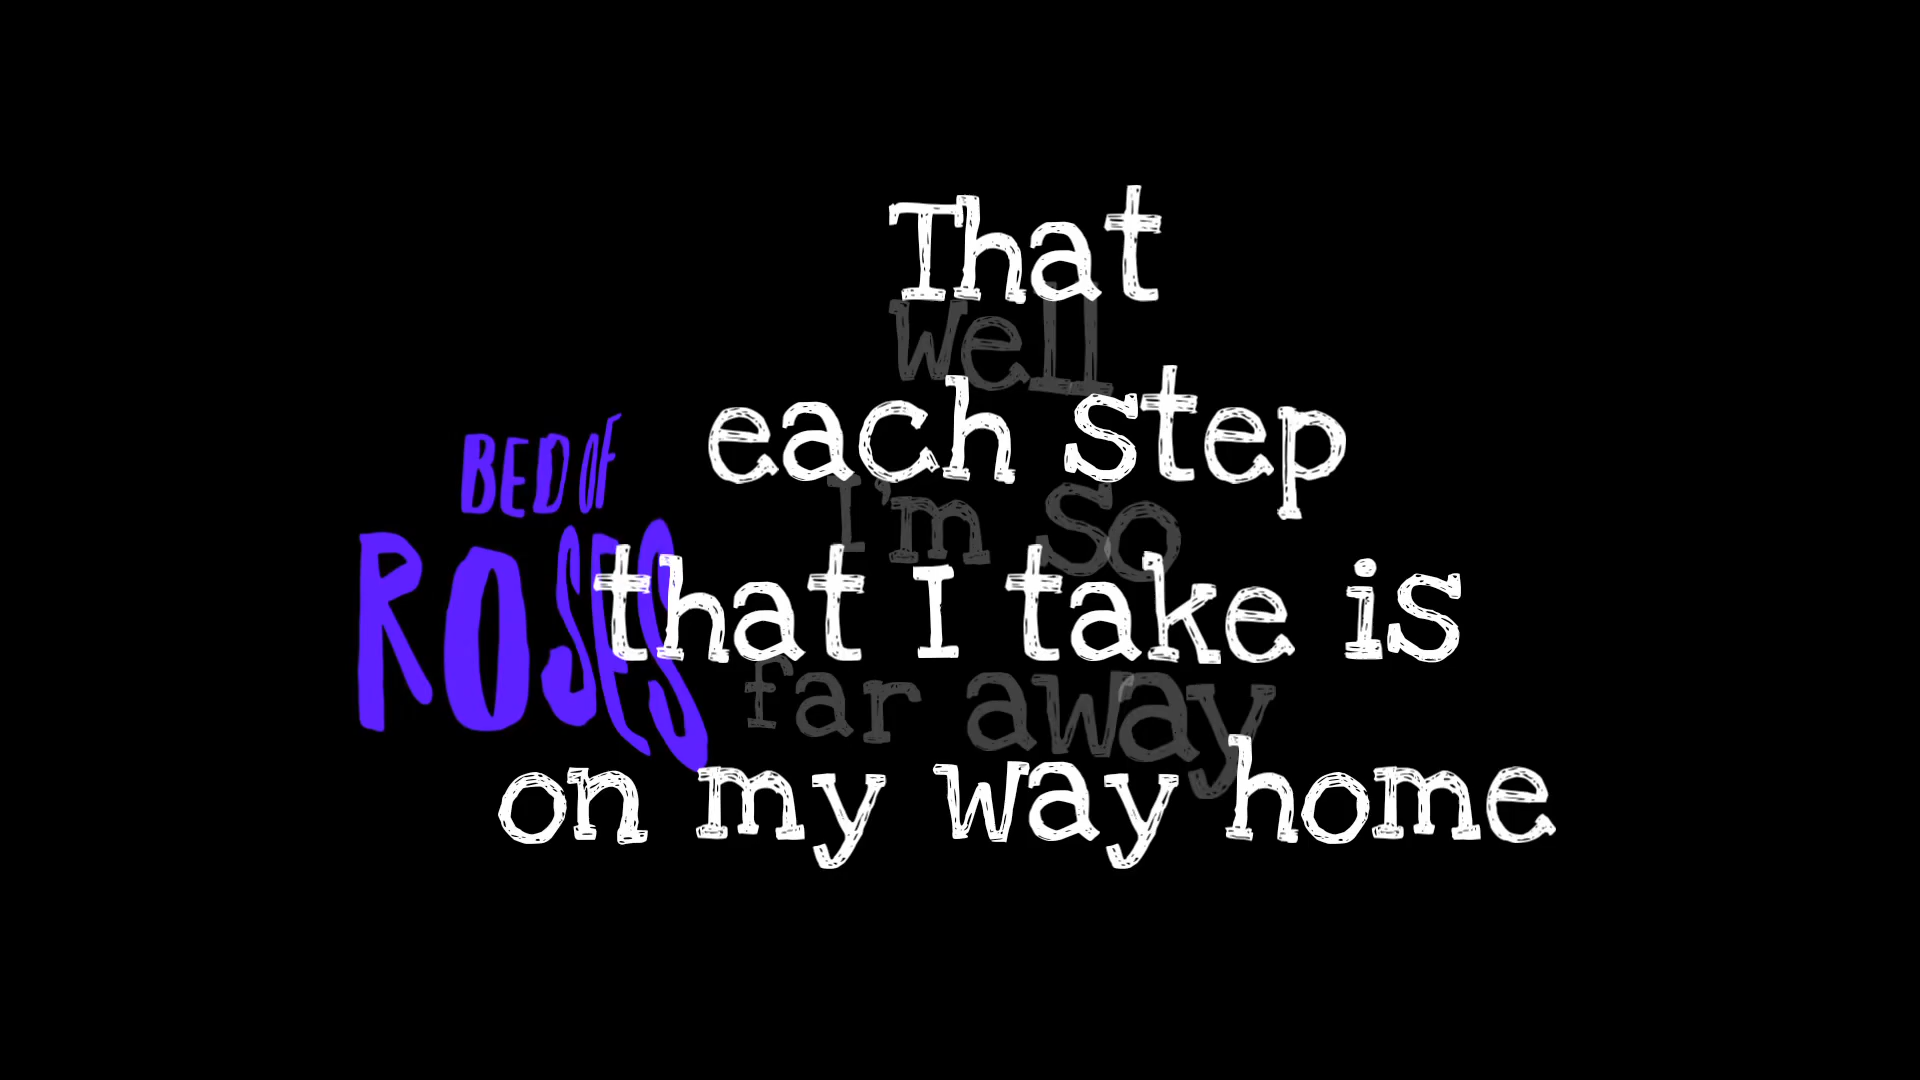 That
Well
each step
I'm So
BED OF
ROSES
that I take is
far away
on my way home